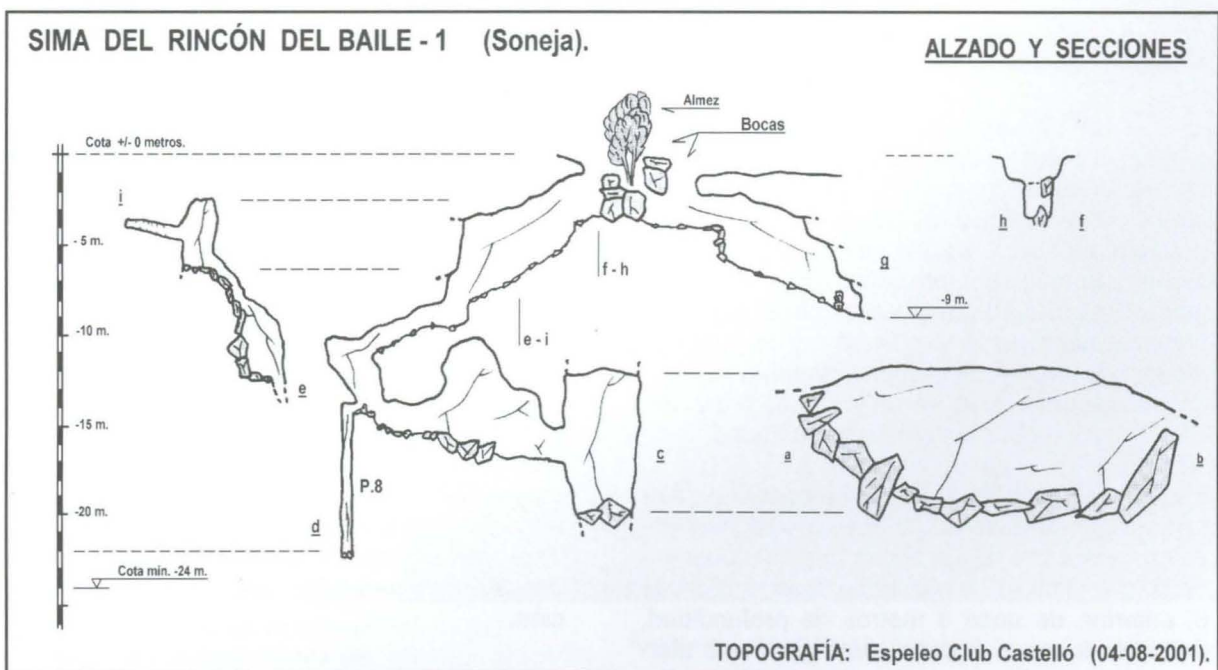 SIMA DEL RINCÓN DEL BAILE - 1 (Soneja).
ALZADO Y SECCIONES
Almez
Bocas
Cota +/- 0 metros.
i
h f
- 5 m.
g
f - h
-9 m.
-10 m.
e - i
e
-15 m.
c
a
b
P.8
-20 m.
d
Cota mín. -24 m.
TOPOGRAFÍA: Espeleo Club Castelló (04-08-2001).